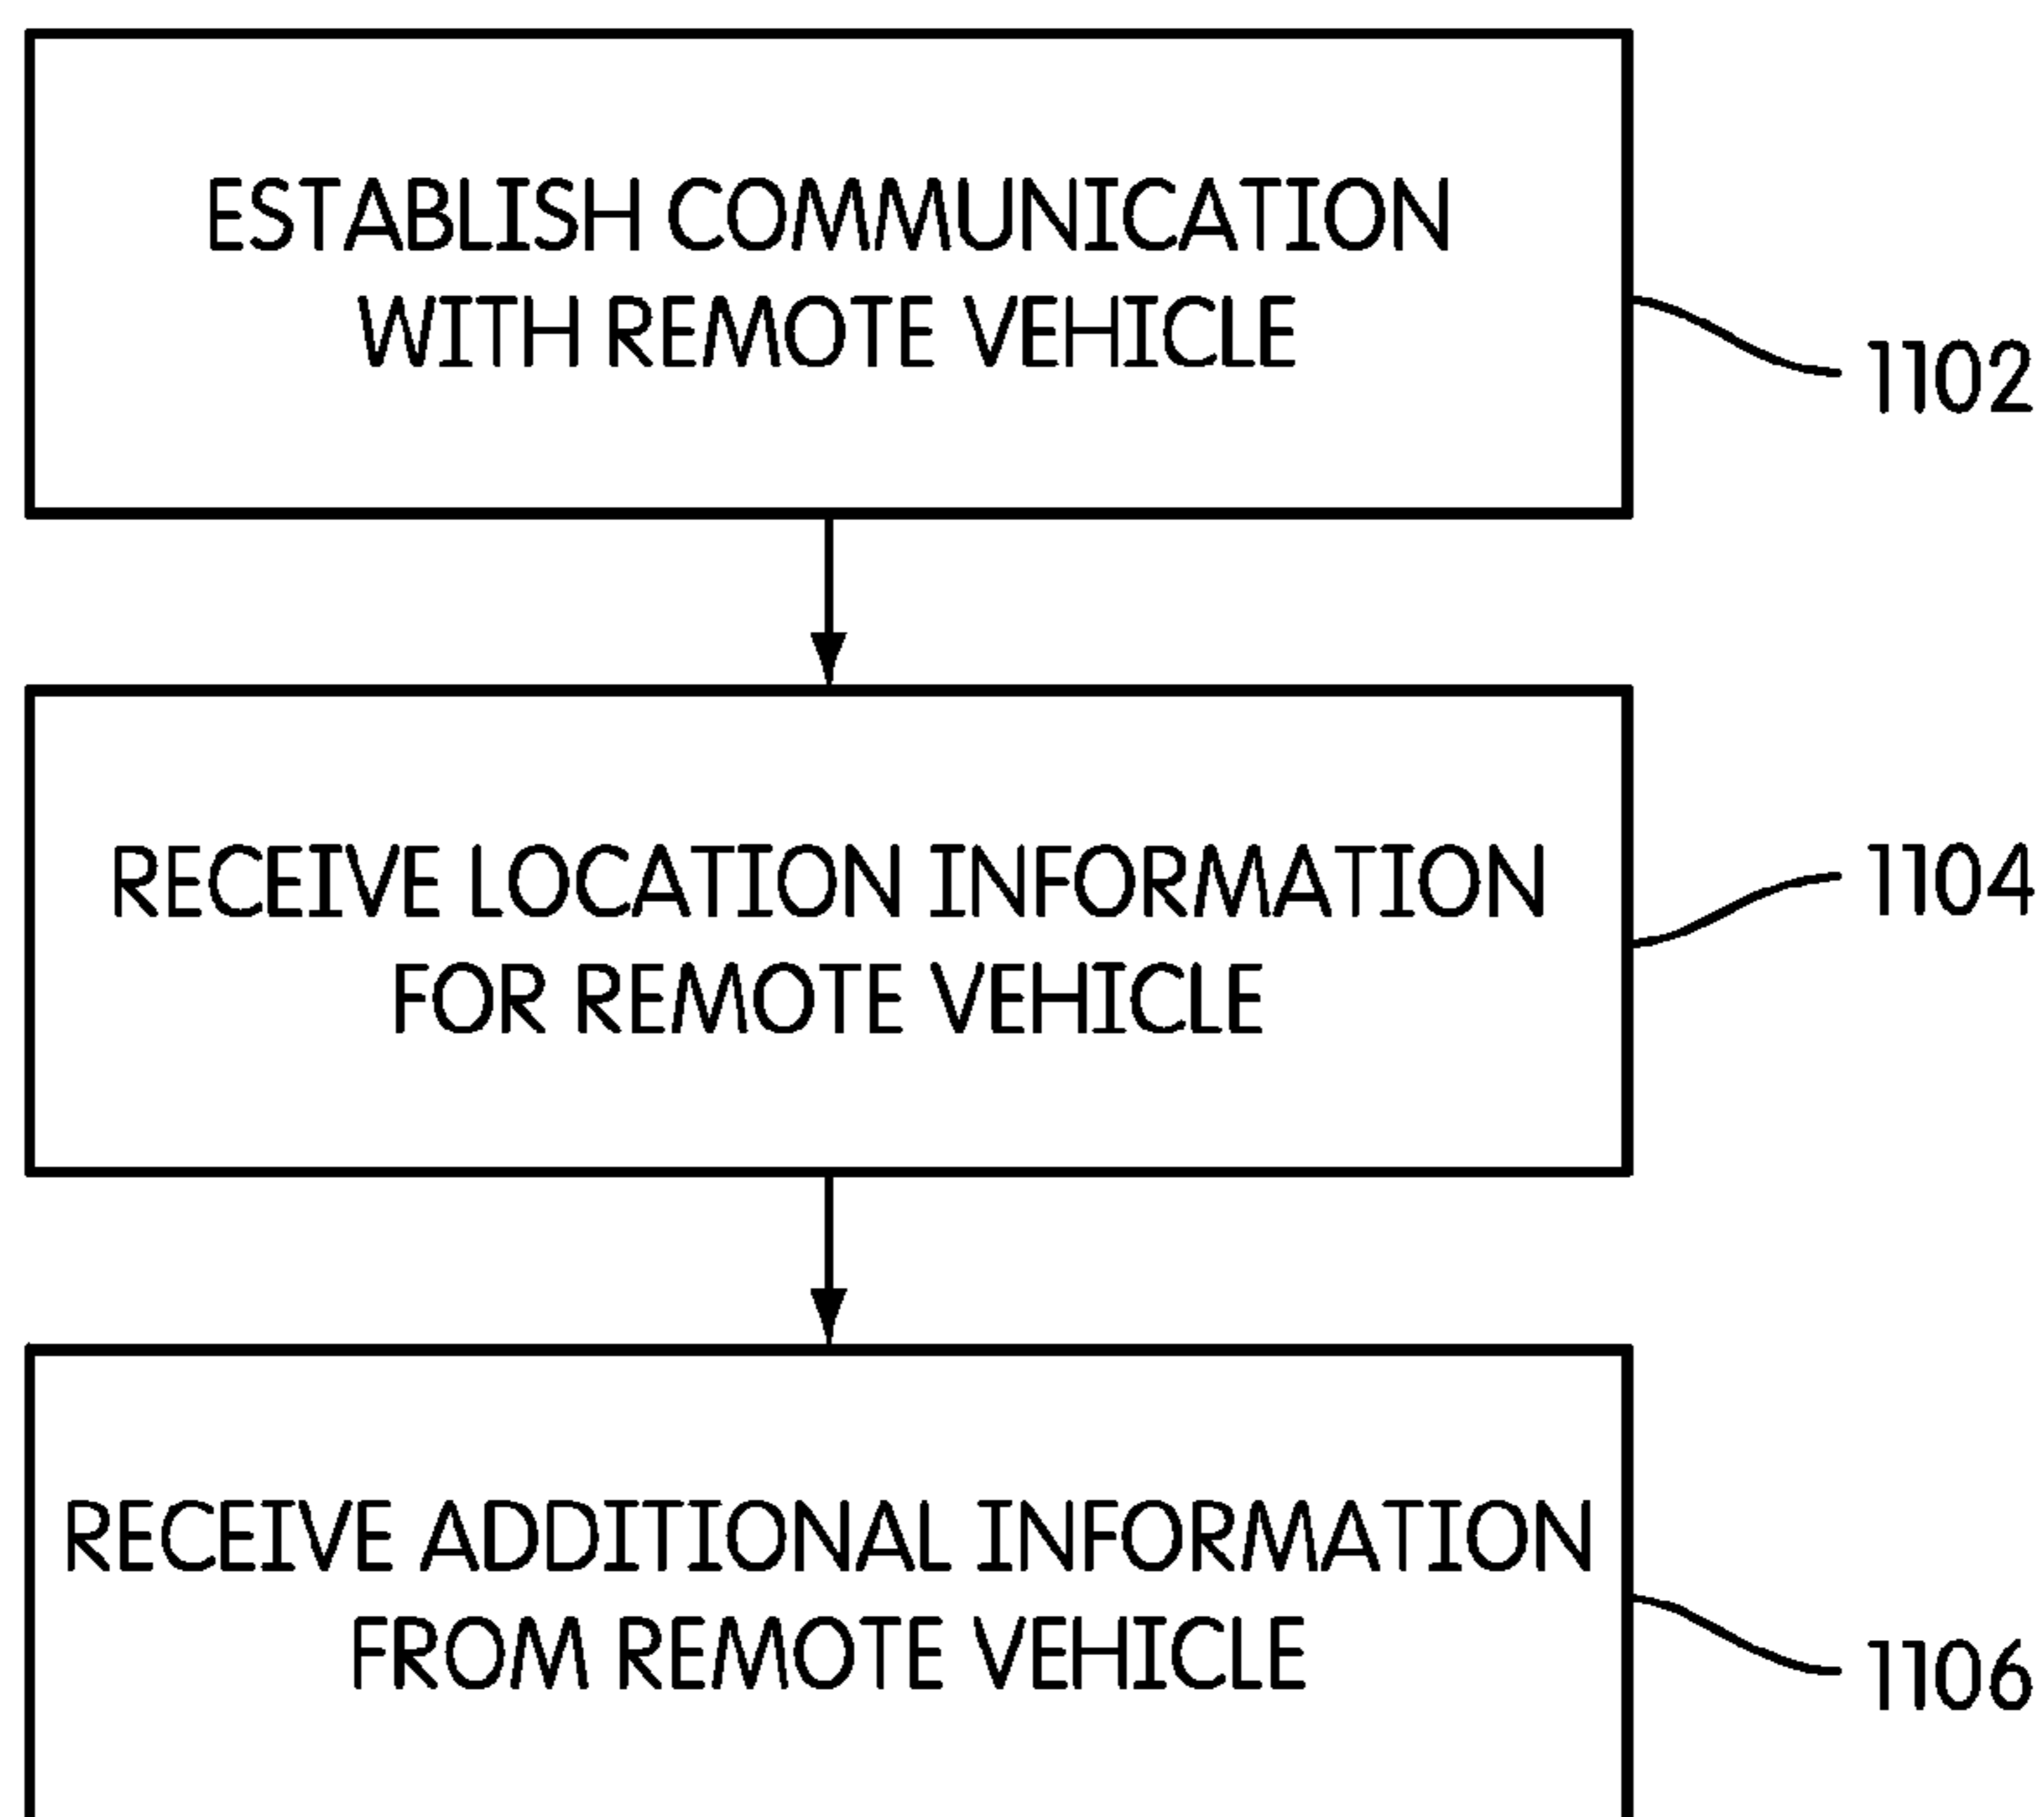 ESTABLISH COMMUNICATION
WITH REMOTE VEHICLE
1102
RECEIVE LOCATION INFORMATION
FOR REMOTE VEHICLE
1104
RECEIVE ADDITIONAL INFORMATION
FROM REMOTE VEHICLE
1106